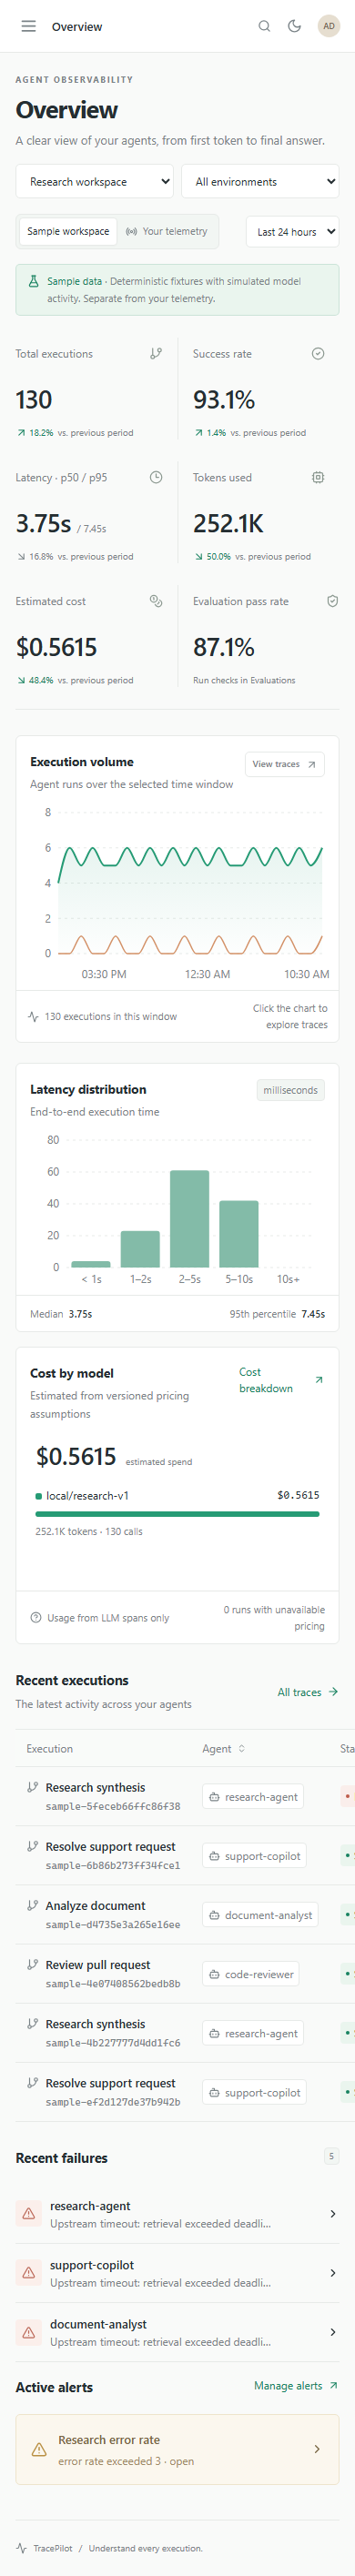 Overview
AD
AGENT OBSERVABILITY
Overview
A clear view of your agents, from first token to final answer.
Research workspace
All environments
Sample workspace
Your telemetry
Last 24 hours
Sample data · Deterministic fixtures with simulated model
activity. Separate from your telemetry.
Total executions
130
18.2% vs. previous period
Success rate
93.1%
1.4% vs. previous period
Latency · p50 / p95
3.75s / 7.45s
16.8% vs. previous period
Tokens used
252.1K
50.0% vs. previous period
Estimated cost
$0.5615
48.4% vs. previous period
Evaluation pass rate
87.1%
Run checks in Evaluations
Execution volume
View traces
Agent runs over the selected time window
8
6
4
2
0
03:30 PM
12:30 AM
10:30 AM
130 executions in this window
Click the chart to
explore traces
Latency distribution
milliseconds
End-to-end execution time
80
60
40
20
0
< 1s
1–2s
2–5s
5–10s
10s+
Median 3.75s
95th percentile 7.45s
Cost by model
Cost
breakdown
Estimated from versioned pricing
assumptions
$0.5615 estimated spend
local/research-v1
$0.5615
252.1K tokens · 130 calls
Usage from LLM spans only
0 runs with unavailable
pricing
Recent executions
The latest activity across your agents
All traces
Execution
Agent
Sta
Research synthesis
sample-5feceb66ffc86f38
research-agent
Resolve support request
sample-6b86b273ff34fce1
support-copilot
Analyze document
sample-d4735e3a265e16ee
document-analyst
Review pull request
sample-4e07408562bedb8b
code-reviewer
Research synthesis
sample-4b227777d4dd1fc6
research-agent
Resolve support request
sample-ef2d127de37b942b
support-copilot
Recent failures
5
research-agent
Upstream timeout: retrieval exceeded deadli...
support-copilot
Upstream timeout: retrieval exceeded deadli...
document-analyst
Upstream timeout: retrieval exceeded deadli...
Active alerts
Manage alerts
Research error rate
error rate exceeded 3 · open
TracePilot / Understand every execution.